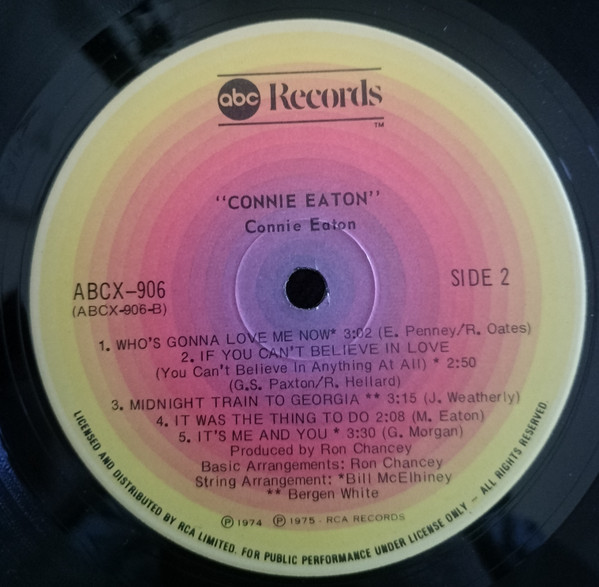 abc Records
TM
"CONNIE EATON"
Connie Eaton
ABCX-906
(ABCX-906-B)
SIDE 2
1. WHO'S GONNA LOVE ME NOW* 3:02 (E. Penney/R. Oates)
2. IF YOU CAN'T BELIEVE IN LOVE
(You Can't Believe In Anything At All) * 2:50
(G.S. Paxton/R. Hellard)
3. MIDNIGHT TRAIN TO GEORGIA ** 3:15 (J. Weatherly)
4. IT WAS THE THING TO DO 2:08 (M. Eaton)
5. IT'S ME AND YOU * 3:30 (G. Morgan)
Produced by Ron Chancey
Basic Arrangements: Ron Chancey
String Arrangement: *Bill McElhiney
** Bergen White
Ⓟ 1974 Ⓟ 1975 - RCA RECORDS
LICENSED AND DISTRIBUTED BY RCA LIMITED. FOR PUBLIC PERFORMANCE UNDER LICENSE ONLY - ALL RIGHTS RESERVED.